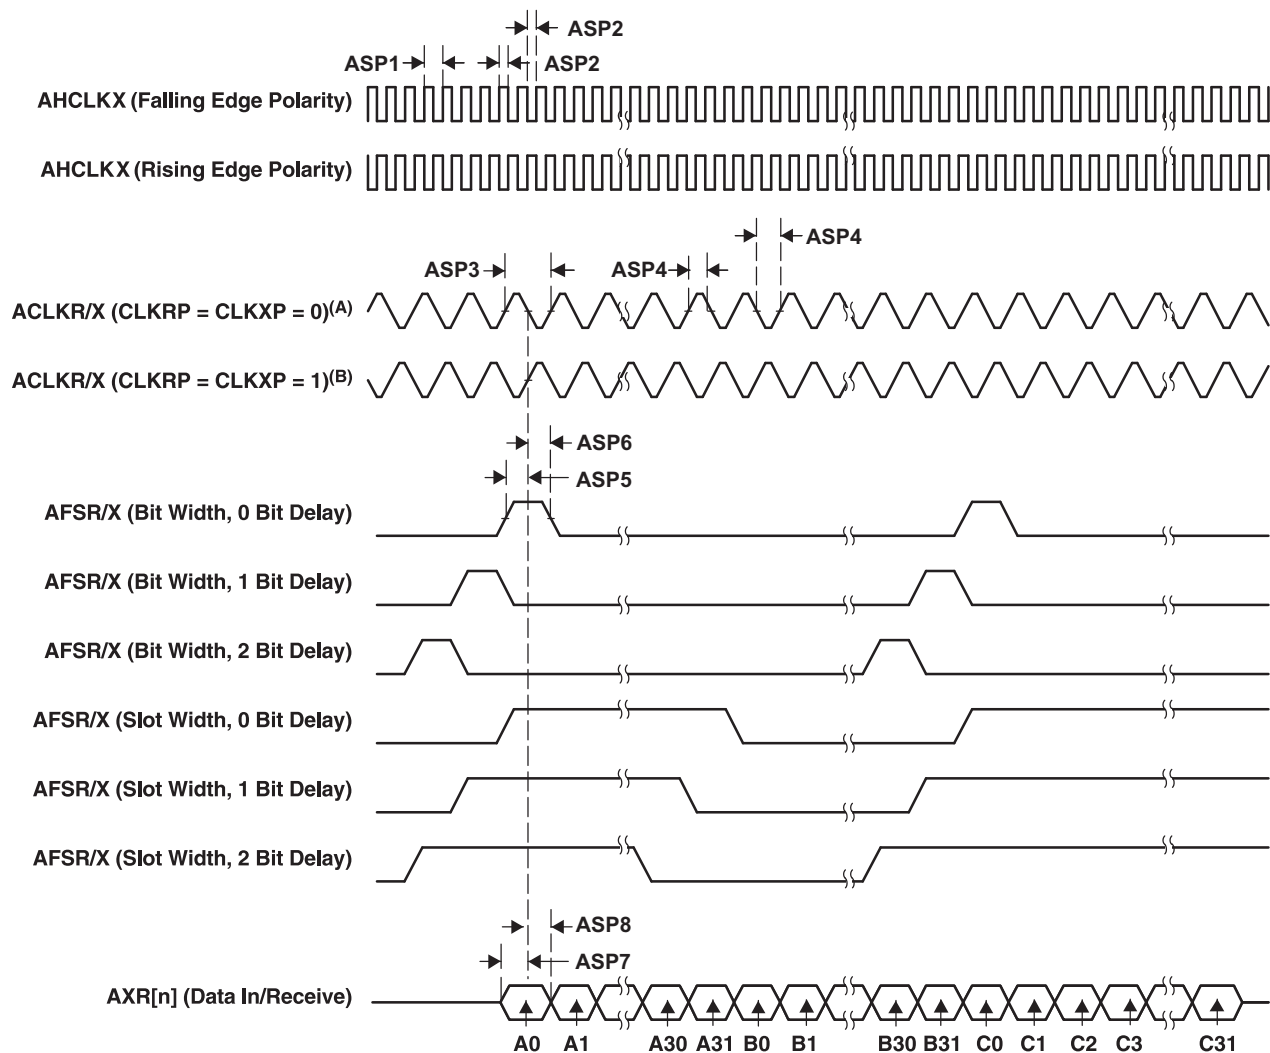 ASP2
ASP1
ASP2
AHCLKX (Falling Edge Polarity)
AHCLKX (Rising Edge Polarity)
ASP4
ASP3
ASP4
ACLKR/X (CLKRP = CLKXP = 0)(A)
ACLKR/X (CLKRP = CLKXP = 1)(B)
ASP6
ASP5
AFSR/X (Bit Width, 0 Bit Delay)
AFSR/X (Bit Width, 1 Bit Delay)
AFSR/X (Bit Width, 2 Bit Delay)
AFSR/X (Slot Width, 0 Bit Delay)
AFSR/X (Slot Width, 1 Bit Delay)
AFSR/X (Slot Width, 2 Bit Delay)
ASP8
ASP7
AXR[n] (Data In/Receive)
A0 A1 A30 A31 B0 B1 B30 B31 C0 C1 C2 C3 C31